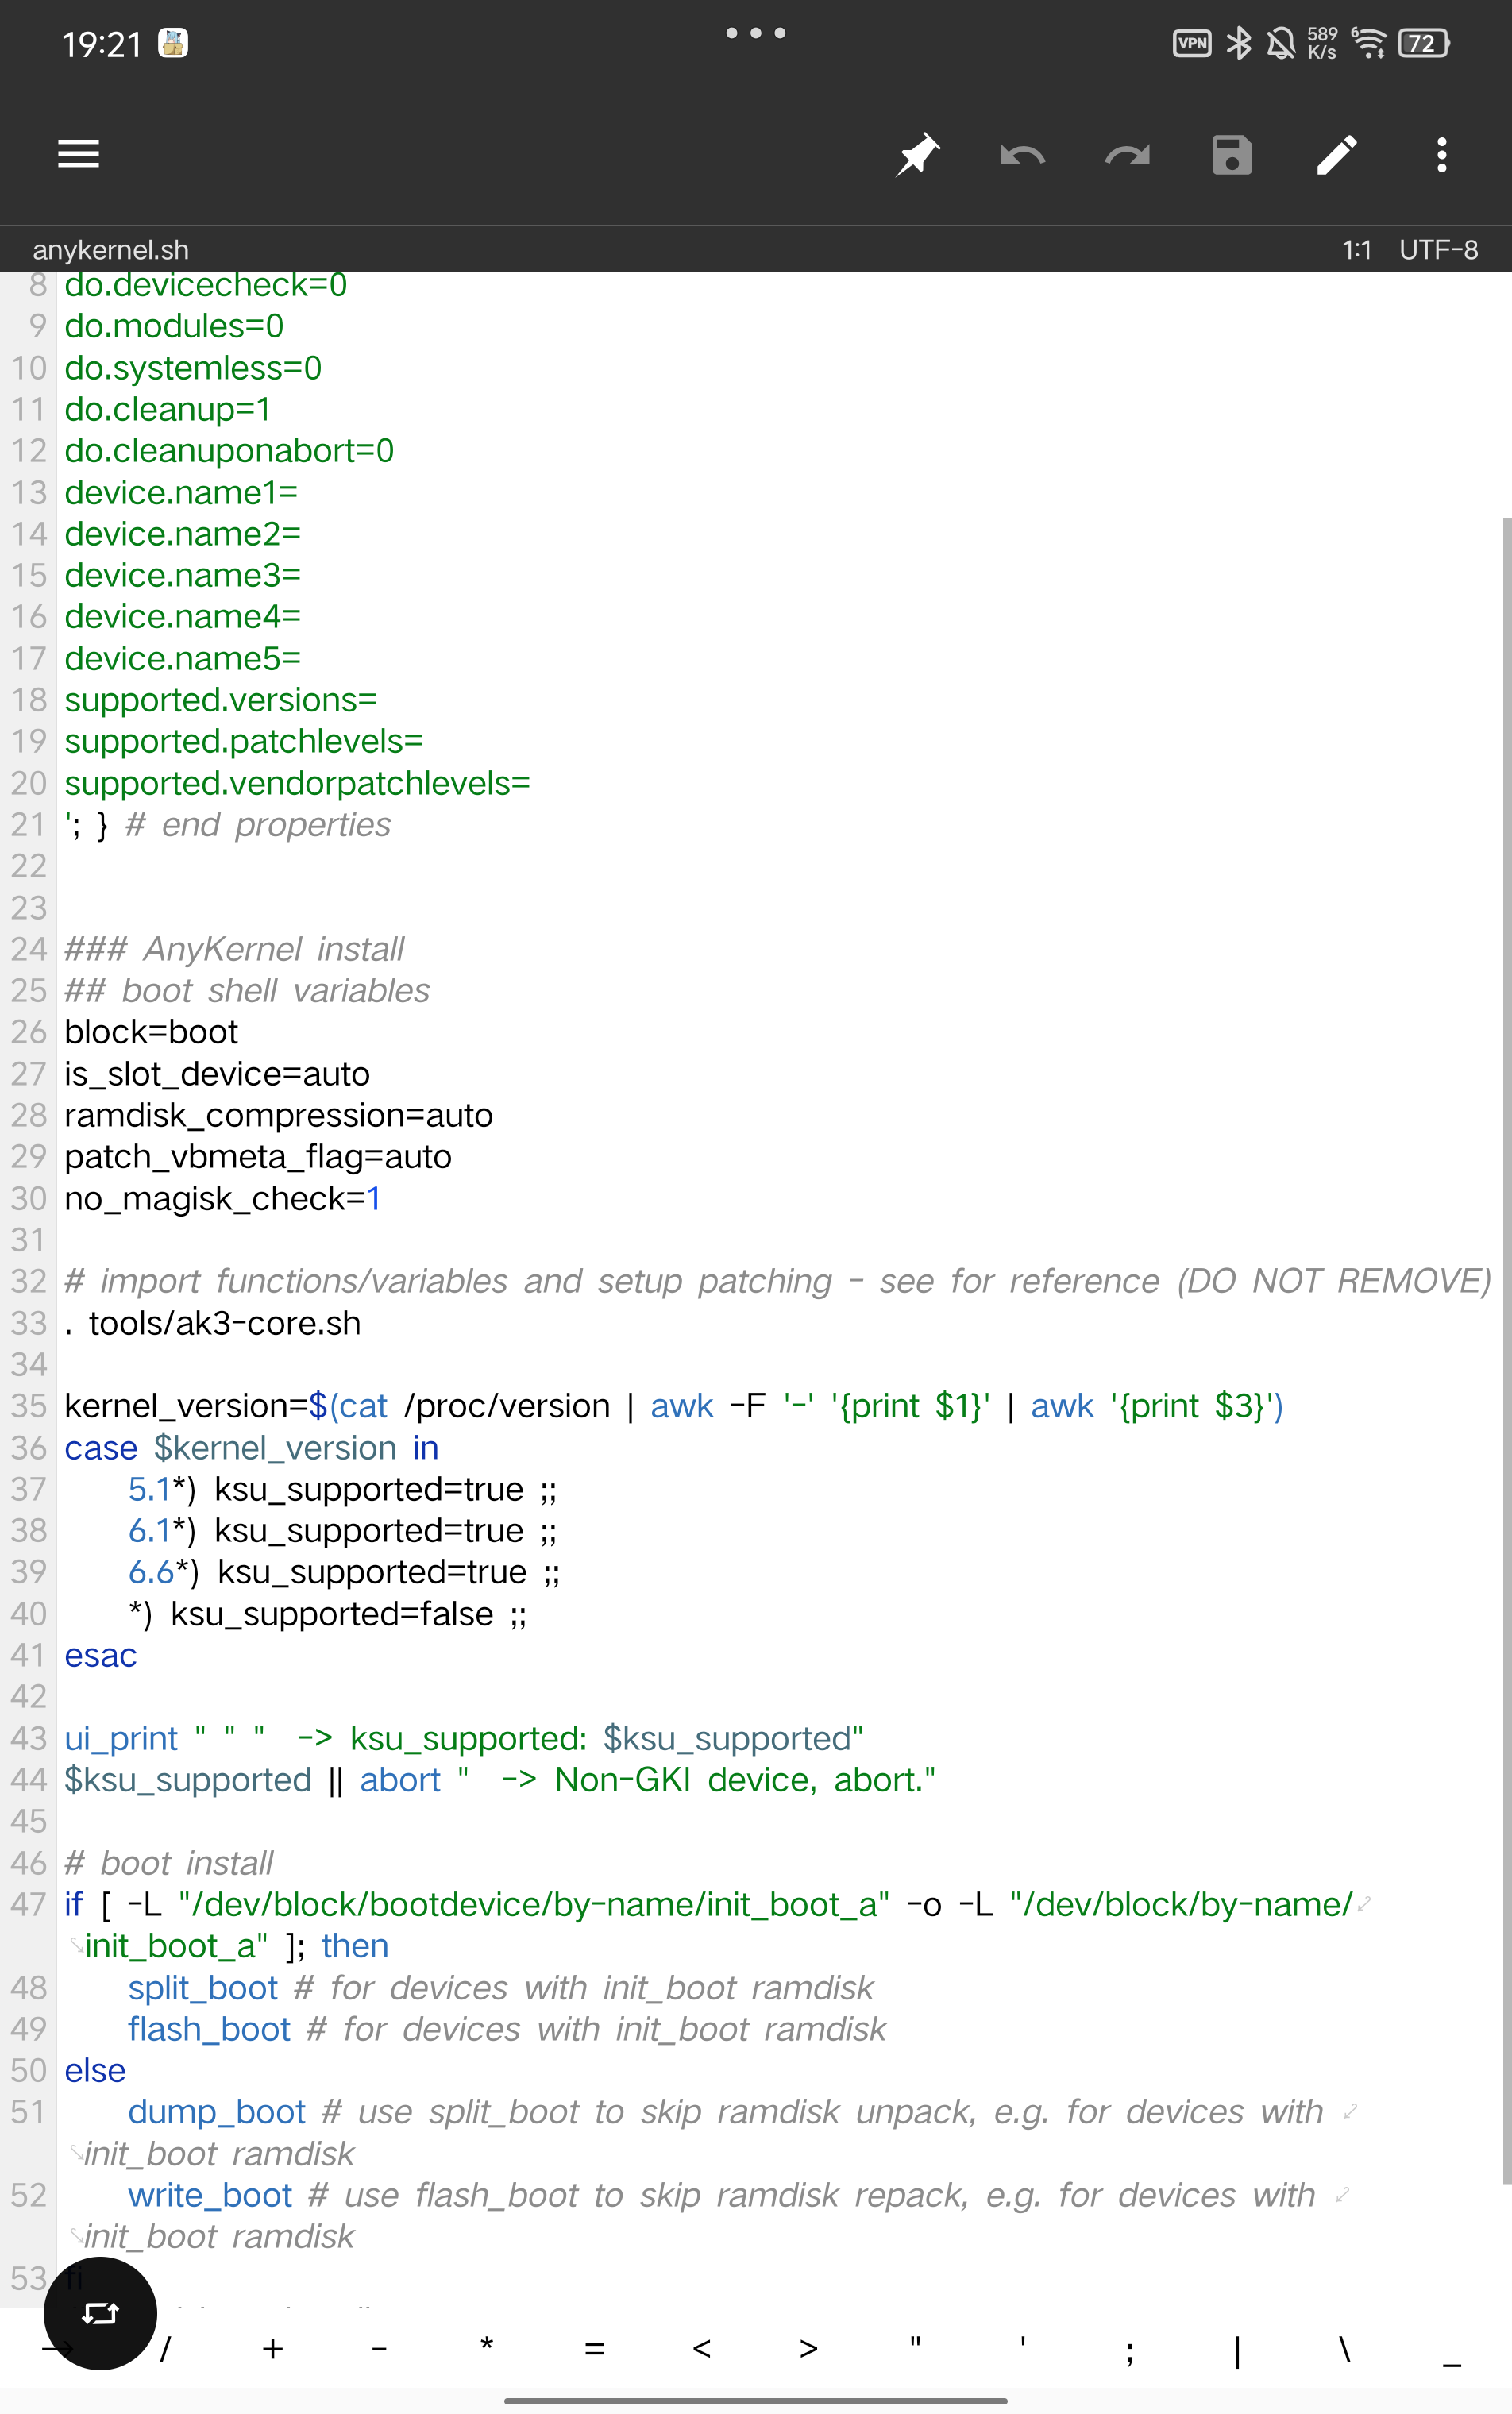 19:21
VPN
589
K/s
6
72
anykernel.sh
1:1 UTF-8
8 do.devicecheck=0
9 do.modules=0
10 do.systemless=0
11 do.cleanup=1
12 do.cleanuponabort=0
13 device.name1=
14 device.name2=
15 device.name3=
16 device.name4=
17 device.name5=
18 supported.versions=
19 supported.patchlevels=
20 supported.vendorpatchlevels=
21 '; } # end properties
22
23
24 ### AnyKernel install
25 ## boot shell variables
26 block=boot
27 is_slot_device=auto
28 ramdisk_compression=auto
29 patch_vbmeta_flag=auto
30 no_magisk_check=1
31
32 # import functions/variables and setup patching - see for reference (DO NOT REMOVE)
33 . tools/ak3-core.sh
34
35 kernel_version=$(cat /proc/version | awk -F '-' '{print $1}' | awk '{print $3}')
36 case $kernel_version in
37     5.1*) ksu_supported=true ;;
38     6.1*) ksu_supported=true ;;
39     6.6*) ksu_supported=true ;;
40     *) ksu_supported=false ;;
41 esac
42
43 ui_print " " "  -> ksu_supported: $ksu_supported"
44 $ksu_supported || abort "  -> Non-GKI device, abort."
45
46 # boot install
47 if [ -L "/dev/block/bootdevice/by-name/init_boot_a" -o -L "/dev/block/by-name/
init_boot_a" ]; then
48     split_boot # for devices with init_boot ramdisk
49     flash_boot # for devices with init_boot ramdisk
50 else
51     dump_boot # use split_boot to skip ramdisk unpack, e.g. for devices with
init_boot ramdisk
52     write_boot # use flash_boot to skip ramdisk repack, e.g. for devices with
init_boot ramdisk
53 fi
→ / + - * = < > " ' ; | \ _